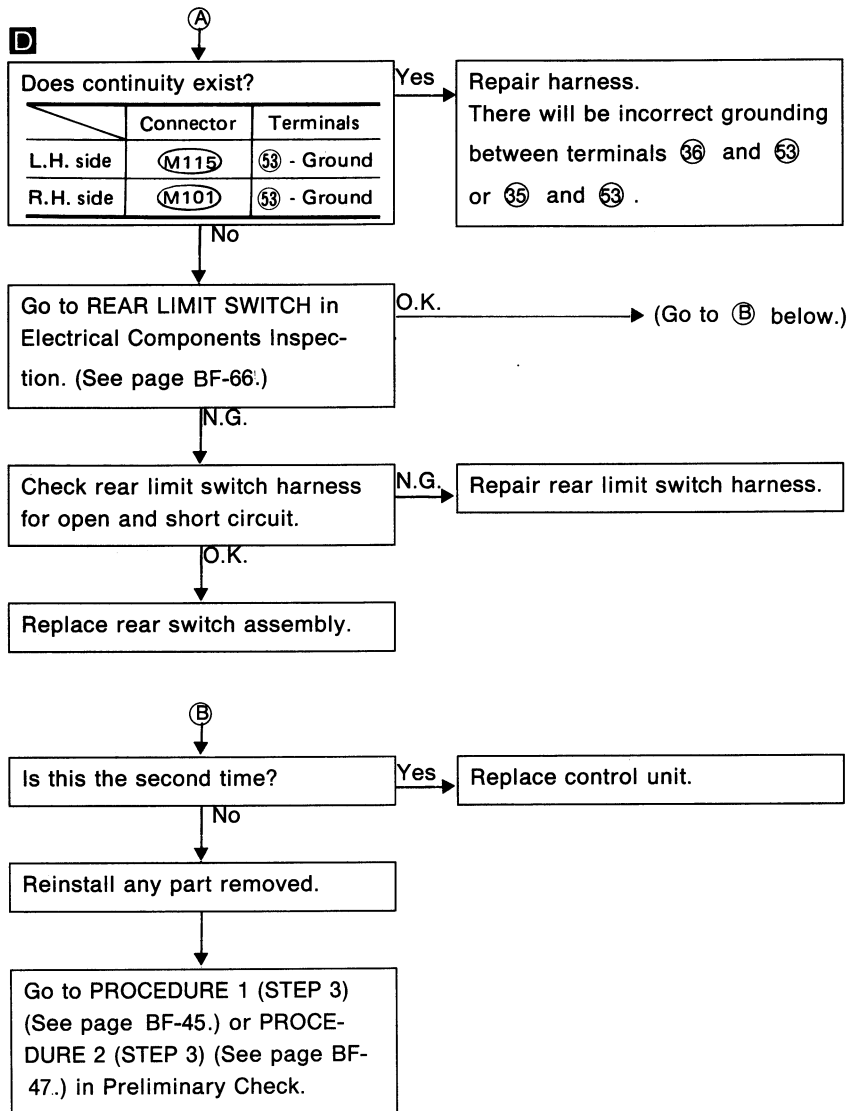 Ⓐ
D
Does continuity exist?
Connector Terminals
L.H. side M115 53 - Ground
R.H. side M101 53 - Ground
Yes
Repair harness.
There will be incorrect grounding
between terminals 36 and 53
or 35 and 53 .
No
Go to REAR LIMIT SWITCH in
Electrical Components Inspec-
tion. (See page BF-66.)
O.K.
(Go to Ⓑ below.)
N.G.
Check rear limit switch harness
for open and short circuit.
N.G.
Repair rear limit switch harness.
O.K.
Replace rear switch assembly.
Ⓑ
Is this the second time?
Yes
Replace control unit.
No
Reinstall any part removed.
Go to PROCEDURE 1 (STEP 3)
(See page BF-45.) or PROCE-
DURE 2 (STEP 3) (See page BF-
47..) in Preliminary Check.